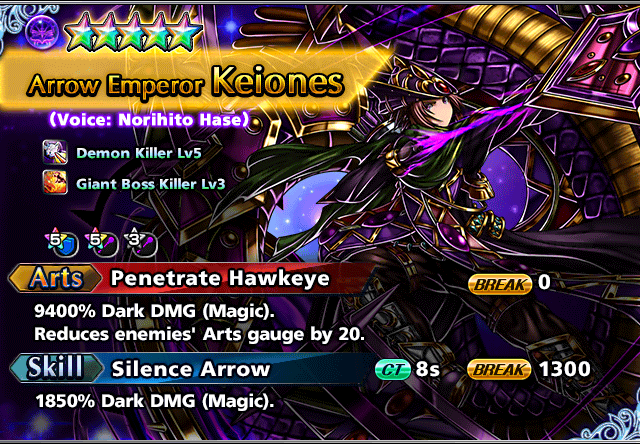 Arrow Emperor Keiones
(Voice: Norihito Hase)
Demon Killer Lv5
Giant Boss Killer Lv3
5 5 3
Arts Penetrate Hawkeye BREAK 0
9400% Dark DMG (Magic).
Reduces enemies' Arts gauge by 20.
Skill Silence Arrow CT 8s BREAK 1300
1850% Dark DMG (Magic).